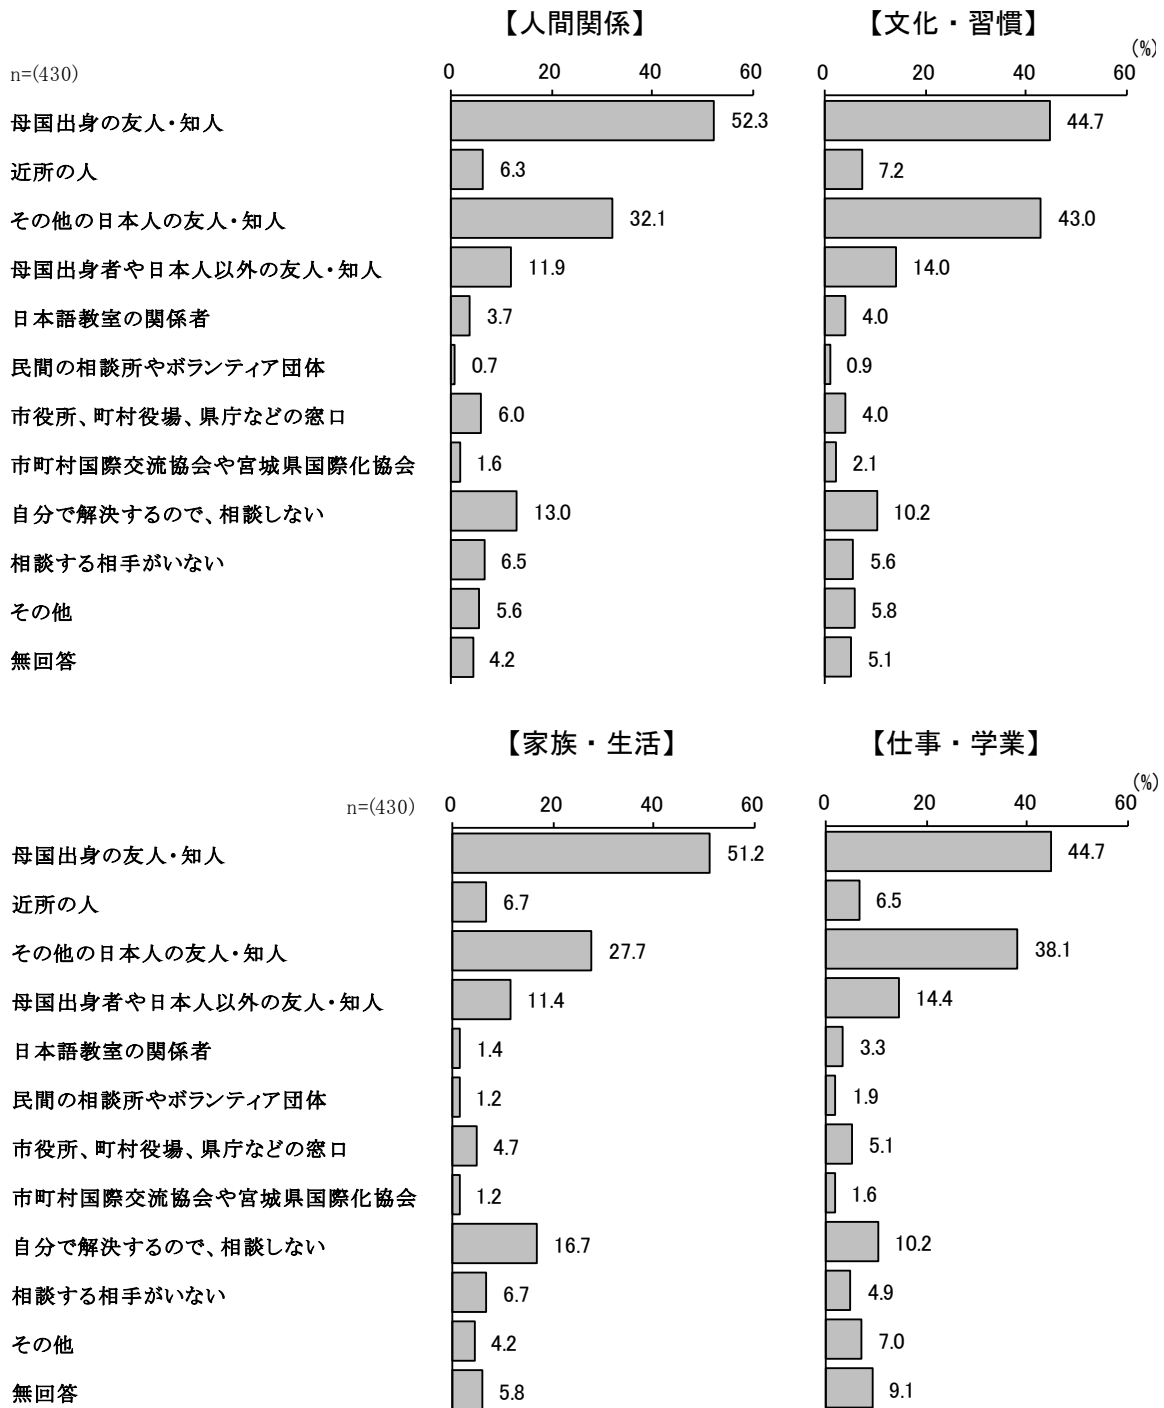 【人間関係】 【文化・習慣】
(%)
n=(430) 0 20 40 60 0 20 40 60
母国出身の友人・知人 52.3 44.7
近所の人 6.3 7.2
その他の日本人の友人・知人 32.1 43.0
母国出身者や日本人以外の友人・知人 11.9 14.0
日本語教室の関係者 3.7 4.0
民間の相談所やボランティア団体 0.7 0.9
市役所、町村役場、県庁などの窓口 6.0 4.0
市町村国際交流協会や宮城県国際化協会 1.6 2.1
自分で解決するので、相談しない 13.0 10.2
相談する相手がいない 6.5 5.6
その他 5.6 5.8
無回答 4.2 5.1
【家族・生活】 【仕事・学業】
(%)
n=(430) 0 20 40 60 0 20 40 60
母国出身の友人・知人 51.2 44.7
近所の人 6.7 6.5
その他の日本人の友人・知人 27.7 38.1
母国出身者や日本人以外の友人・知人 11.4 14.4
日本語教室の関係者 1.4 3.3
民間の相談所やボランティア団体 1.2 1.9
市役所、町村役場、県庁などの窓口 4.7 5.1
市町村国際交流協会や宮城県国際化協会 1.2 1.6
自分で解決するので、相談しない 16.7 10.2
相談する相手がいない 6.7 4.9
その他 4.2 7.0
無回答 5.8 9.1